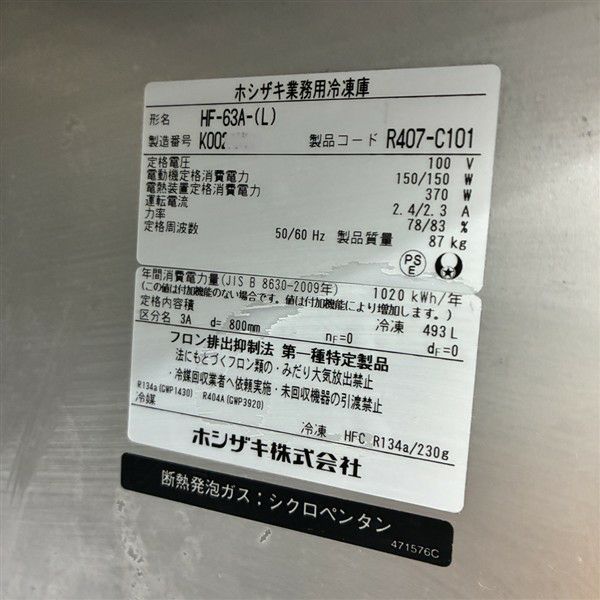 ホシザキ業務用冷凍庫
形名 HF-63A-(L)
製造番号 K00 製品コード R407-C101
定格電圧 100 V
電動機定格消費電力 150/150 W
電熱装置定格消費電力 370 W
運転電流 2.4/2.3 A
力率 78/83 %
定格周波数 50/60 Hz 製品質量 87 kg
PS
E
年間消費電力量(JIS B 8630-2009年) 1020 kWh/年
(この値は付加機能のない場合です。値は付加機能により増加します。)
定格内容積 冷凍 493 L
区分名 3A d= 800mm nF=0 dF=0
フロン排出抑制法 第一種特定製品
法にもとづくフロン類の・みだり大気放出禁止
・冷媒回収業者へ依頼実施・未回収機器の引渡禁止
R134a(GWP1430) R404A(GWP3920)
冷媒 冷凍 HFC R134a/230g
ホシザキ株式会社
断熱発泡ガス：シクロペンタン
471576C